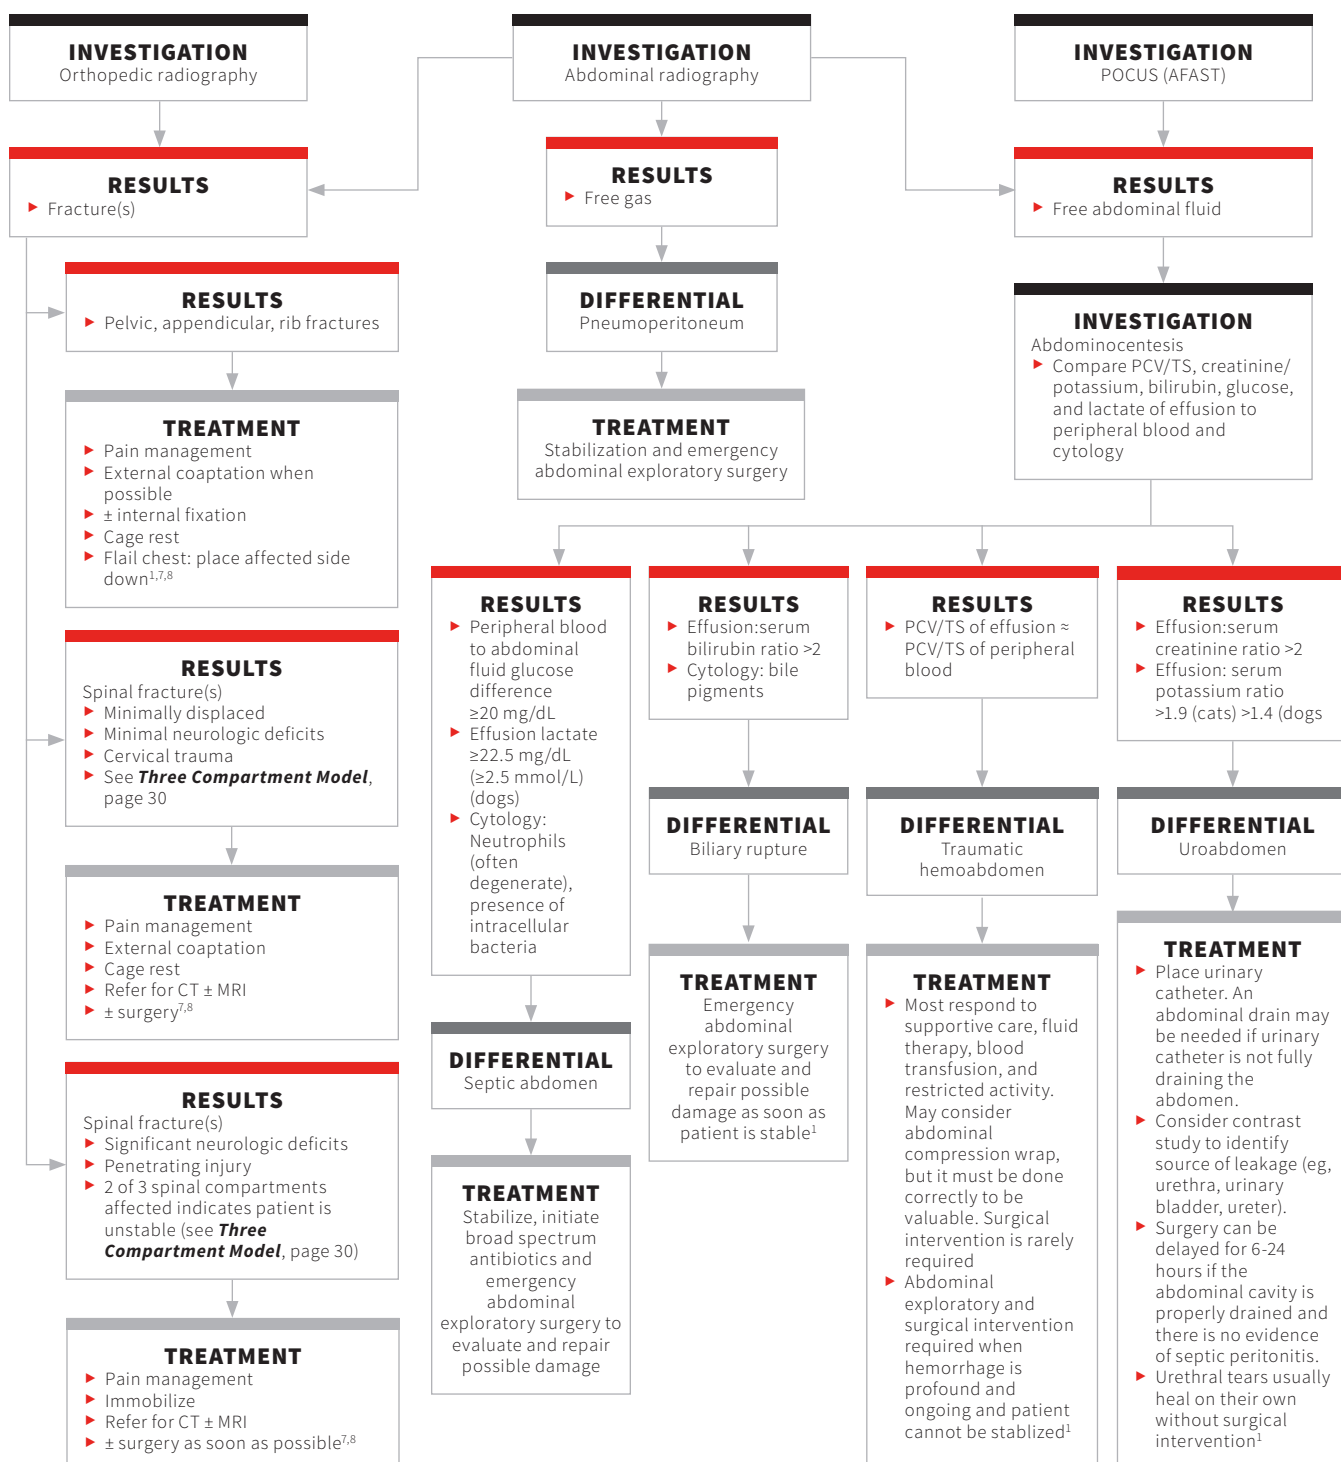 INVESTIGATION
Orthopedic radiography
INVESTIGATION
Abdominal radiography
INVESTIGATION
POCUS (AFAST)
RESULTS
► Fracture(s)
RESULTS
► Free gas
RESULTS
► Free abdominal fluid
RESULTS
► Pelvic, appendicular, rib fractures
DIFFERENTIAL
Pneumoperitoneum
INVESTIGATION
Abdominocentesis
► Compare PCV/TS, creatinine/
potassium, bilirubin, glucose,
and lactate of effusion to
peripheral blood and
cytology
TREATMENT
► Pain management
► External coaptation when
possible
► ± internal fixation
► Cage rest
► Flail chest: place affected side
down1,7,8
TREATMENT
Stabilization and emergency
abdominal exploratory surgery
RESULTS
Spinal fracture(s)
► Minimally displaced
► Minimal neurologic deficits
► Cervical trauma
► See Three Compartment Model,
page 30
TREATMENT
► Pain management
► External coaptation
► Cage rest
► Refer for CT ± MRI
► ± surgery7,8
RESULTS
Spinal fracture(s)
► Significant neurologic deficits
► Penetrating injury
► 2 of 3 spinal compartments
affected indicates patient is
unstable (see Three
Compartment Model, page 30)
TREATMENT
► Pain management
► Immobilize
► Refer for CT ± MRI
► ± surgery as soon as possible7,8
RESULTS
► Peripheral blood
to abdominal
fluid glucose
difference
≥20 mg/dL
► Effusion lactate
≥22.5 mg/dL
(≥2.5 mmol/L)
(dogs)
► Cytology:
Neutrophils
(often
degenerate),
presence of
intracellular
bacteria
DIFFERENTIAL
Septic abdomen
TREATMENT
Stabilize, initiate
broad spectrum
antibiotics and
emergency
abdominal
exploratory surgery to
evaluate and repair
possible damage
RESULTS
► Effusion:serum
bilirubin ratio >2
► Cytology: bile
pigments
DIFFERENTIAL
Biliary rupture
TREATMENT
Emergency
abdominal
exploratory surgery
to evaluate and
repair possible
damage as soon as
patient is stable1
RESULTS
► PCV/TS of effusion ≈
PCV/TS of peripheral
blood
DIFFERENTIAL
Traumatic
hemoabdomen
TREATMENT
► Most respond to
supportive care, fluid
therapy, blood
transfusion, and
restricted activity.
May consider
abdominal
compression wrap,
but it must be done
correctly to be
valuable. Surgical
intervention is rarely
required
► Abdominal
exploratory and
surgical intervention
required when
hemorrhage is
profound and
ongoing and patient
cannot be stablized1
RESULTS
► Effusion:serum
creatinine ratio >2
► Effusion: serum
potassium ratio
>1.9 (cats) >1.4 (dogs
DIFFERENTIAL
Uroabdomen
TREATMENT
► Place urinary
catheter. An
abdominal drain may
be needed if urinary
catheter is not fully
draining the
abdomen.
► Consider contrast
study to identify
source of leakage (eg,
urethra, urinary
bladder, ureter).
► Surgery can be
delayed for 6-24
hours if the
abdominal cavity is
properly drained and
there is no evidence
of septic peritonitis.
► Urethral tears usually
heal on their own
without surgical
intervention1